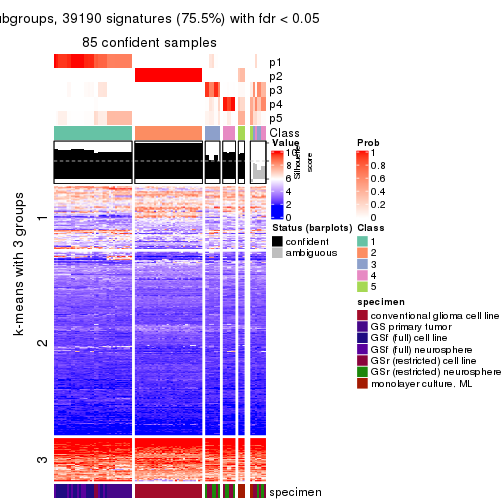 ubgroups, 39190 signatures (75.5%) with fdr < 0.05
85 confident samples
p1
p2
p3
p4
p5
Class
k-means with 3 groups
1
2
3
specimen
Value
10
8
6
4
2
0
Silhouette
score
Status (barplots)
confident
ambiguous
Prob
1
0.8
0.6
0.4
0.2
0
Class
1
2
3
4
5
specimen
conventional glioma cell line
GS primary tumor
GSf (full) cell line
GSf (full) neurosphere
GSr (restricted) cell line
GSr (restricted) neurosphere
monolayer culture. ML